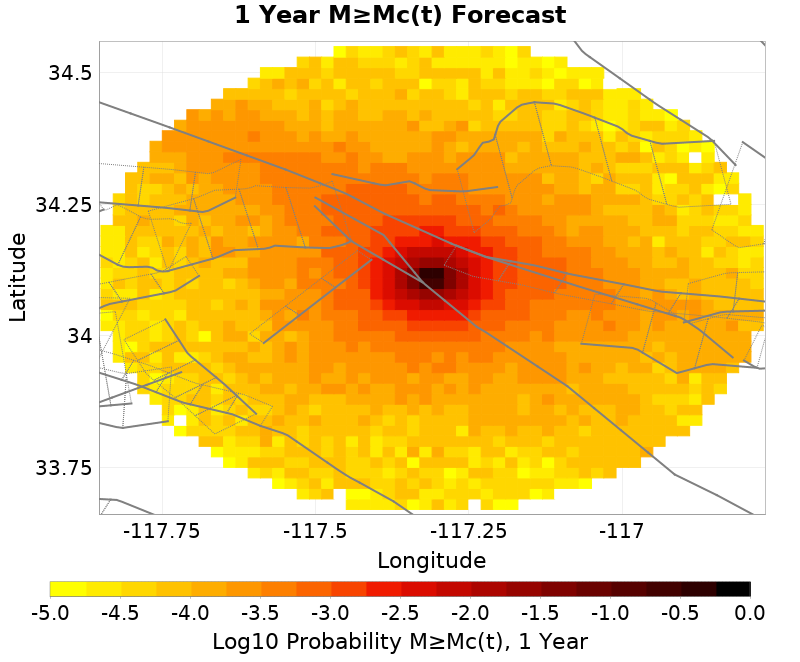 1 Year M≥Mc(t) Forecast
34.5
34.25
34
33.75
Latitude
-117.75 -117.5 -117.25 -117
Longitude
-5.0 -4.5 -4.0 -3.5 -3.0 -2.5 -2.0 -1.5 -1.0 -0.5 0.0
Log10 Probability M≥Mc(t), 1 Year